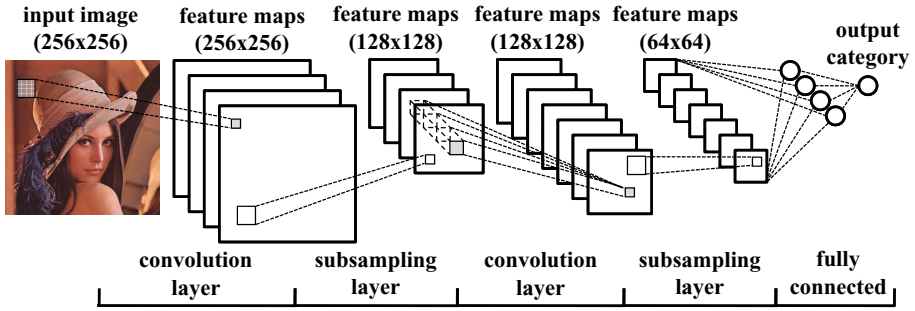 input image
(256x256)
feature maps
(256x256)
feature maps
(128x128)
feature maps
(128x128)
feature maps
(64x64)
output
category
convolution
layer
subsampling
layer
convolution
layer
subsampling
layer
fully
connected